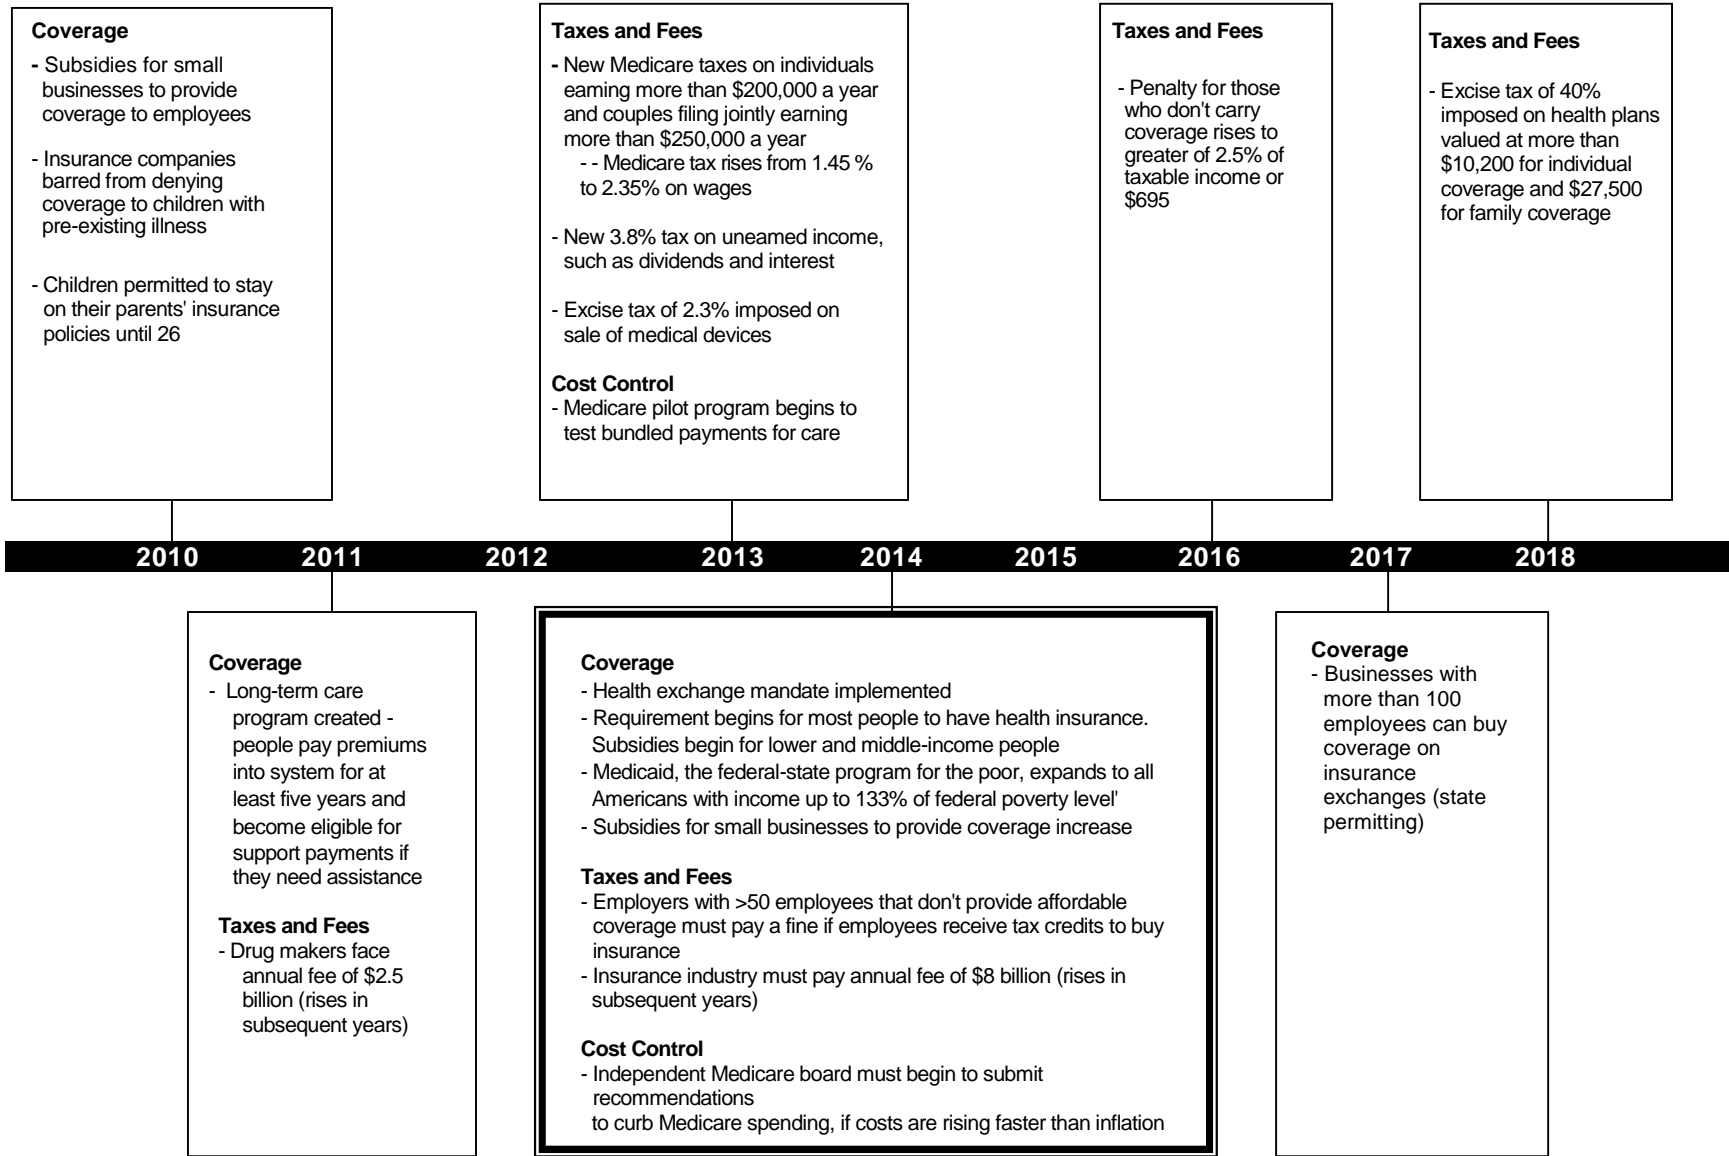 Coverage
- Subsidies for small
businesses to provide
coverage to employees
- Insurance companies
barred from denying
coverage to children with
pre-existing illness
- Children permitted to stay
on their parents' insurance
policies until 26
Taxes and Fees
- New Medicare taxes on individuals
earning more than $200,000 a year
and couples filing jointly earning
more than $250,000 a year
- - Medicare tax rises from 1.45 %
to 2.35% on wages
- New 3.8% tax on unearned income,
such as dividends and interest
- Excise tax of 2.3% imposed on
sale of medical devices
Cost Control
- Medicare pilot program begins to
test bundled payments for care
Taxes and Fees
- Penalty for those
who don't carry
coverage rises to
greater of 2.5% of
taxable income or
$695
Taxes and Fees
- Excise tax of 40%
imposed on health plans
valued at more than
$10,200 for individual
coverage and $27,500
for family coverage
2010 2011 2012 2013 2014 2015 2016 2017 2018
Coverage
- Long-term care
program created -
people pay premiums
into system for at
least five years and
become eligible for
support payments if
they need assistance
Taxes and Fees
- Drug makers face
annual fee of $2.5
billion (rises in
subsequent years)
Coverage
- Health exchange mandate implemented
- Requirement begins for most people to have health insurance.
Subsidies begin for lower and middle-income people
- Medicaid, the federal-state program for the poor, expands to all
Americans with income up to 133% of federal poverty level'
- Subsidies for small businesses to provide coverage increase
Taxes and Fees
- Employers with >50 employees that don't provide affordable
coverage must pay a fine if employees receive tax credits to buy
insurance
- Insurance industry must pay annual fee of $8 billion (rises in
subsequent years)
Cost Control
- Independent Medicare board must begin to submit
recommendations
to curb Medicare spending, if costs are rising faster than inflation
Coverage
- Businesses with
more than 100
employees can buy
coverage on
insurance
exchanges (state
permitting)